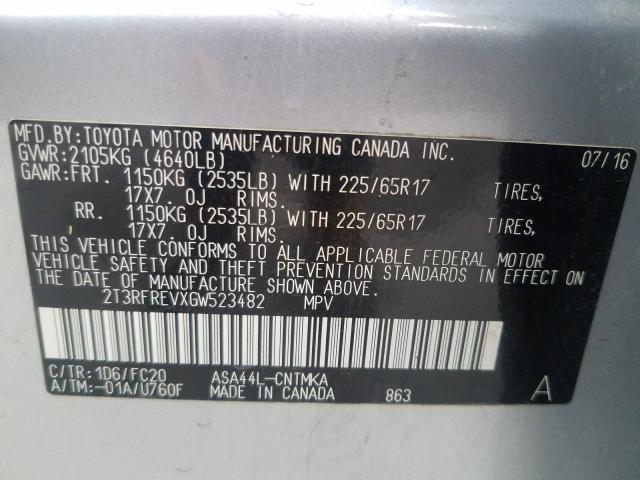 MFD.BY:TOYOTA MOTOR MANUFACTURING CANADA INC. 07/16
GVWR:2105KG (4640LB)
GAWR:FRT. 1150KG (2535LB) WITH 225/65R17 TIRES,
17X7.0J RIMS.
RR. 1150KG (2535LB) WITH 225/65R17 TIRES,
17X7.0J RIMS.
THIS VEHICLE CONFORMS TO ALL APPLICABLE FEDERAL MOTOR
VEHICLE SAFETY AND THEFT PREVENTION STANDARDS IN EFFECT ON
THE DATE OF MANUFACTURE SHOWN ABOVE.
2T3RFREVXGW523482 MPV
C/TR:1D6/FC20 ASA44L-CNTMKA
A/TM:-01A/U760F MADE IN CANADA 863 A